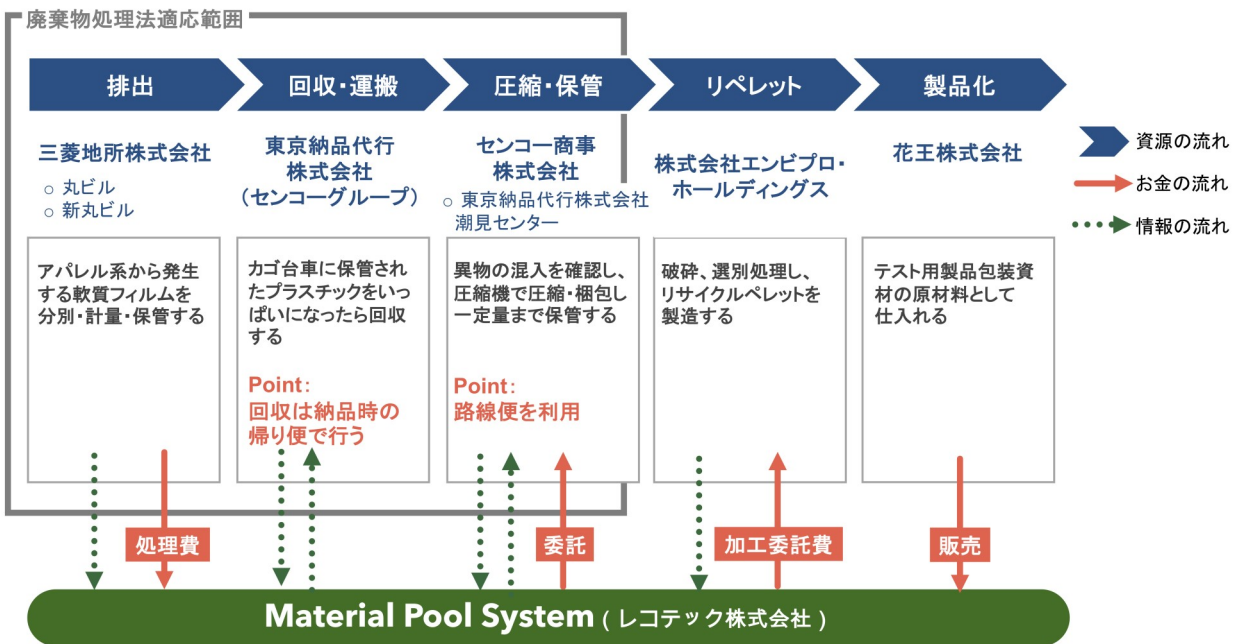 廃棄物処理法適応範囲
排出
回収・運搬
圧縮・保管
リペレット
製品化
三菱地所株式会社
○ 丸ビル
○ 新丸ビル
東京納品代行
株式会社
(センコーグループ)
センコー商事
株式会社
○ 東京納品代行株式会社
潮見センター
株式会社エンビプロ・
ホールディングス
花王株式会社
資源の流れ
お金の流れ
情報の流れ
アパレル系から発生
する軟質フィルムを
分別・計量・保管する
カゴ台車に保管され
たプラスチックをいっ
ぱいになったら回収
する
Point:
回収は納品時の
帰り便で行う
異物の混入を確認し、
圧縮機で圧縮・梱包し
一定量まで保管する
Point:
路線便を利用
破砕、選別処理し、
リサイクルペレットを
製造する
テスト用製品包装資
材の原材料として
仕入れる
処理費
委託
加工委託費
販売
Material Pool System ( レコテック株式会社 )